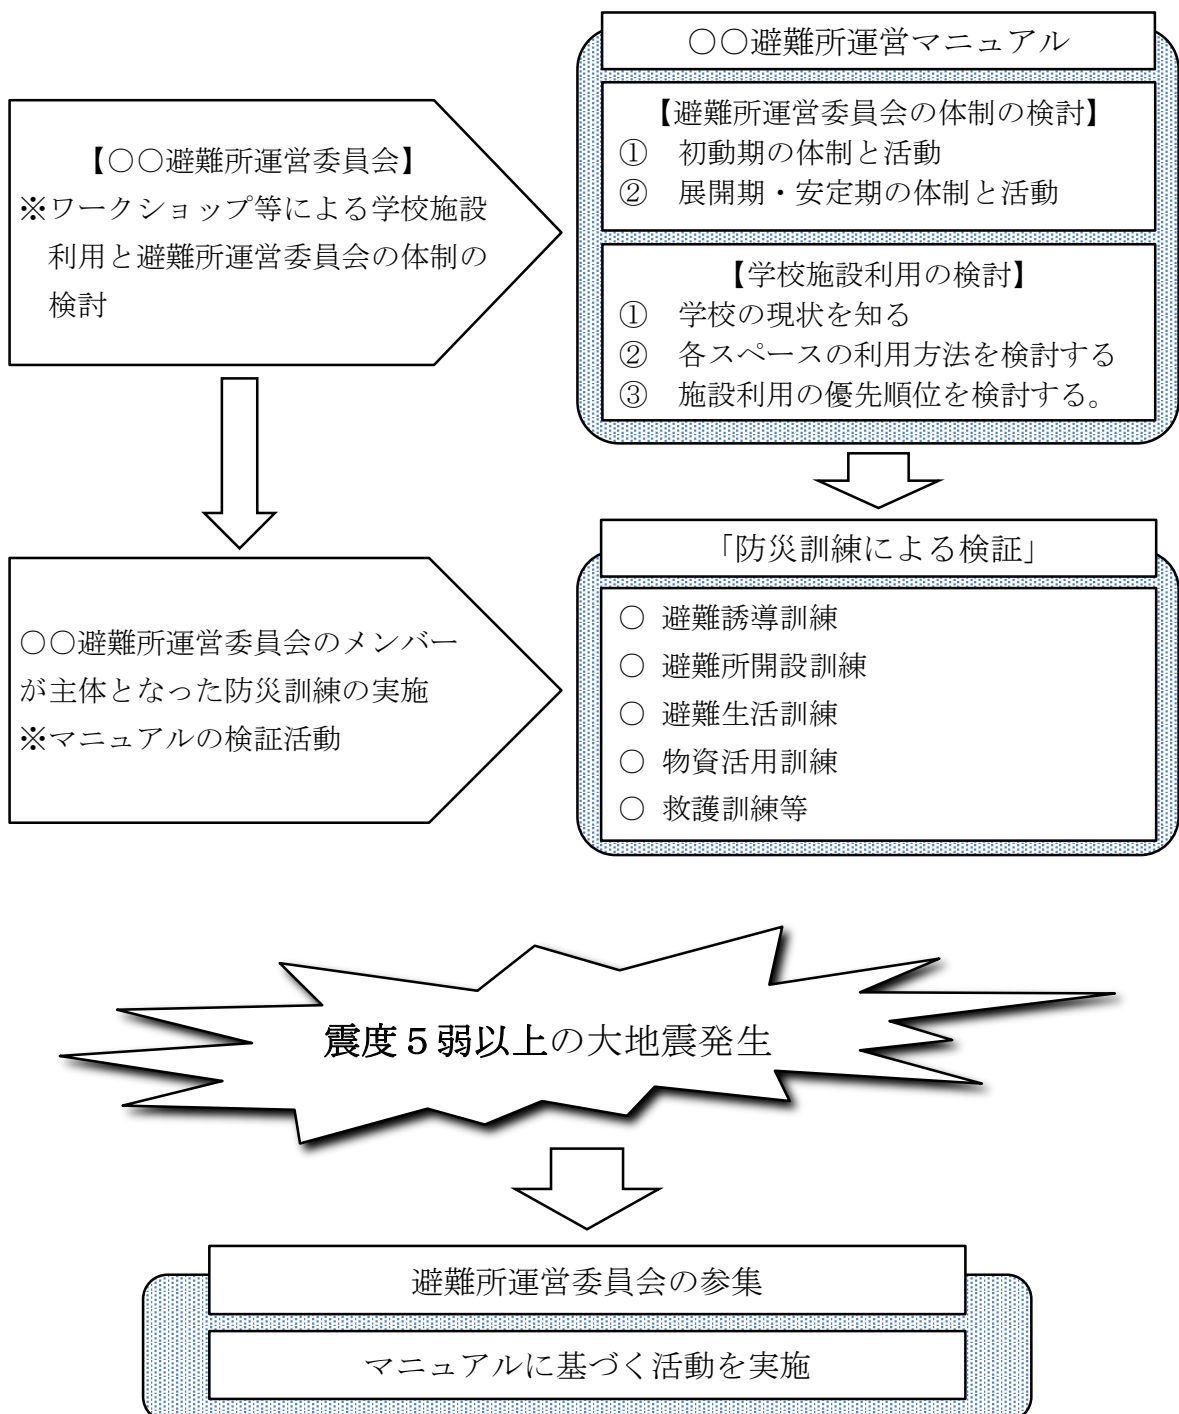 【○○避難所運営委員会】
※ワークショップ等による学校施設
利用と避難所運営委員会の体制の
検討
○○避難所運営マニュアル
【避難所運営委員会の体制の検討】
① 初動期の体制と活動
② 展開期・安定期の体制と活動
【学校施設利用の検討】
① 学校の現状を知る
② 各スペースの利用方法を検討する
③ 施設利用の優先順位を検討する。
○○避難所運営委員会のメンバー
が主体となった防災訓練の実施
※マニュアルの検証活動
「防災訓練による検証」
○ 避難誘導訓練
○ 避難所開設訓練
○ 避難生活訓練
○ 物資活用訓練
○ 救護訓練等
震度５弱以上の大地震発生
避難所運営委員会の参集
マニュアルに基づく活動を実施